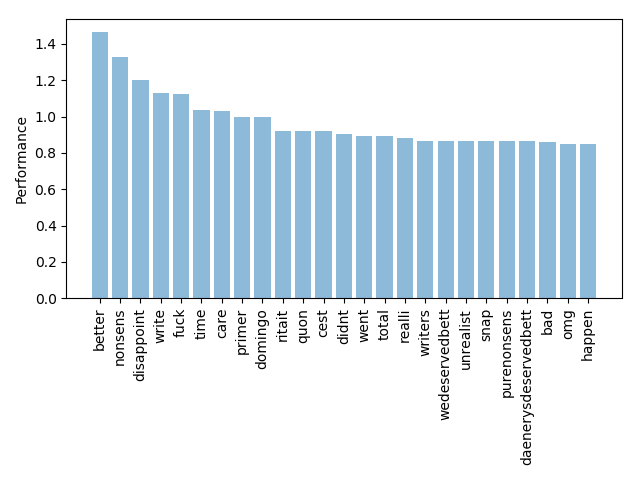 Performance
1.4
1.2
1.0
0.8
0.6
0.4
0.2
0.0
better
nonsens
disappoint
write
fuck
time
care
primer
domingo
ritait
quon
cest
didnt
went
total
realli
writers
wedeservedbett
unrealist
snap
purenonsens
daenerysdeservedbett
bad
omg
happen